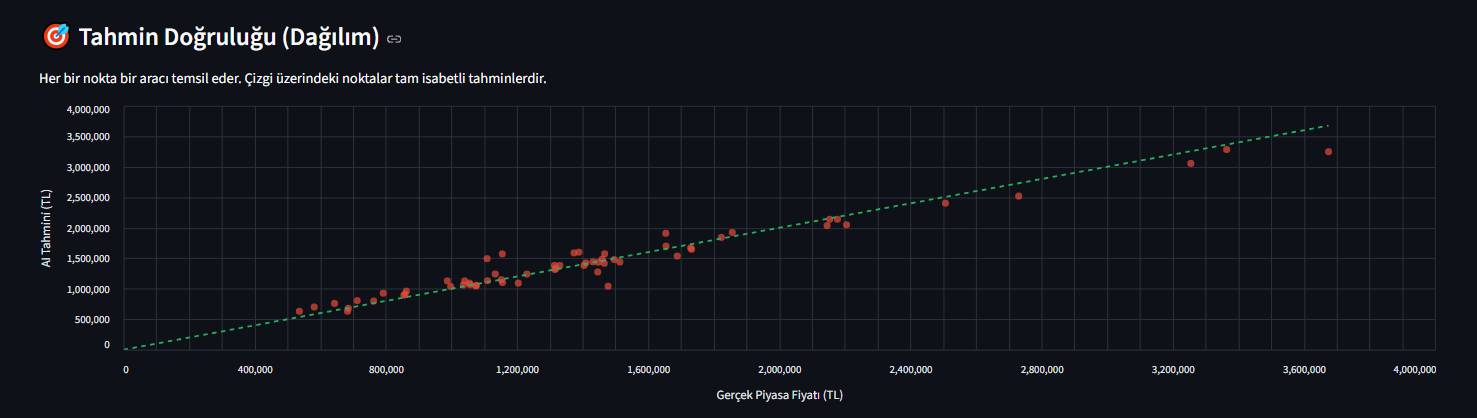 🎯 Tahmin Doğruluğu (Dağılım)
Her bir nokta bir aracı temsil eder. Çizgi üzerindeki noktalar tam isabetli tahminlerdir.
AI Tahmini (TL)
4,000,000
3,500,000
3,000,000
2,500,000
2,000,000
1,500,000
1,000,000
500,000
0
0 400,000 800,000 1,200,000 1,600,000 2,000,000 2,400,000 2,800,000 3,200,000 3,600,000 4,000,000
Gerçek Piyasa Fiyatı (TL)